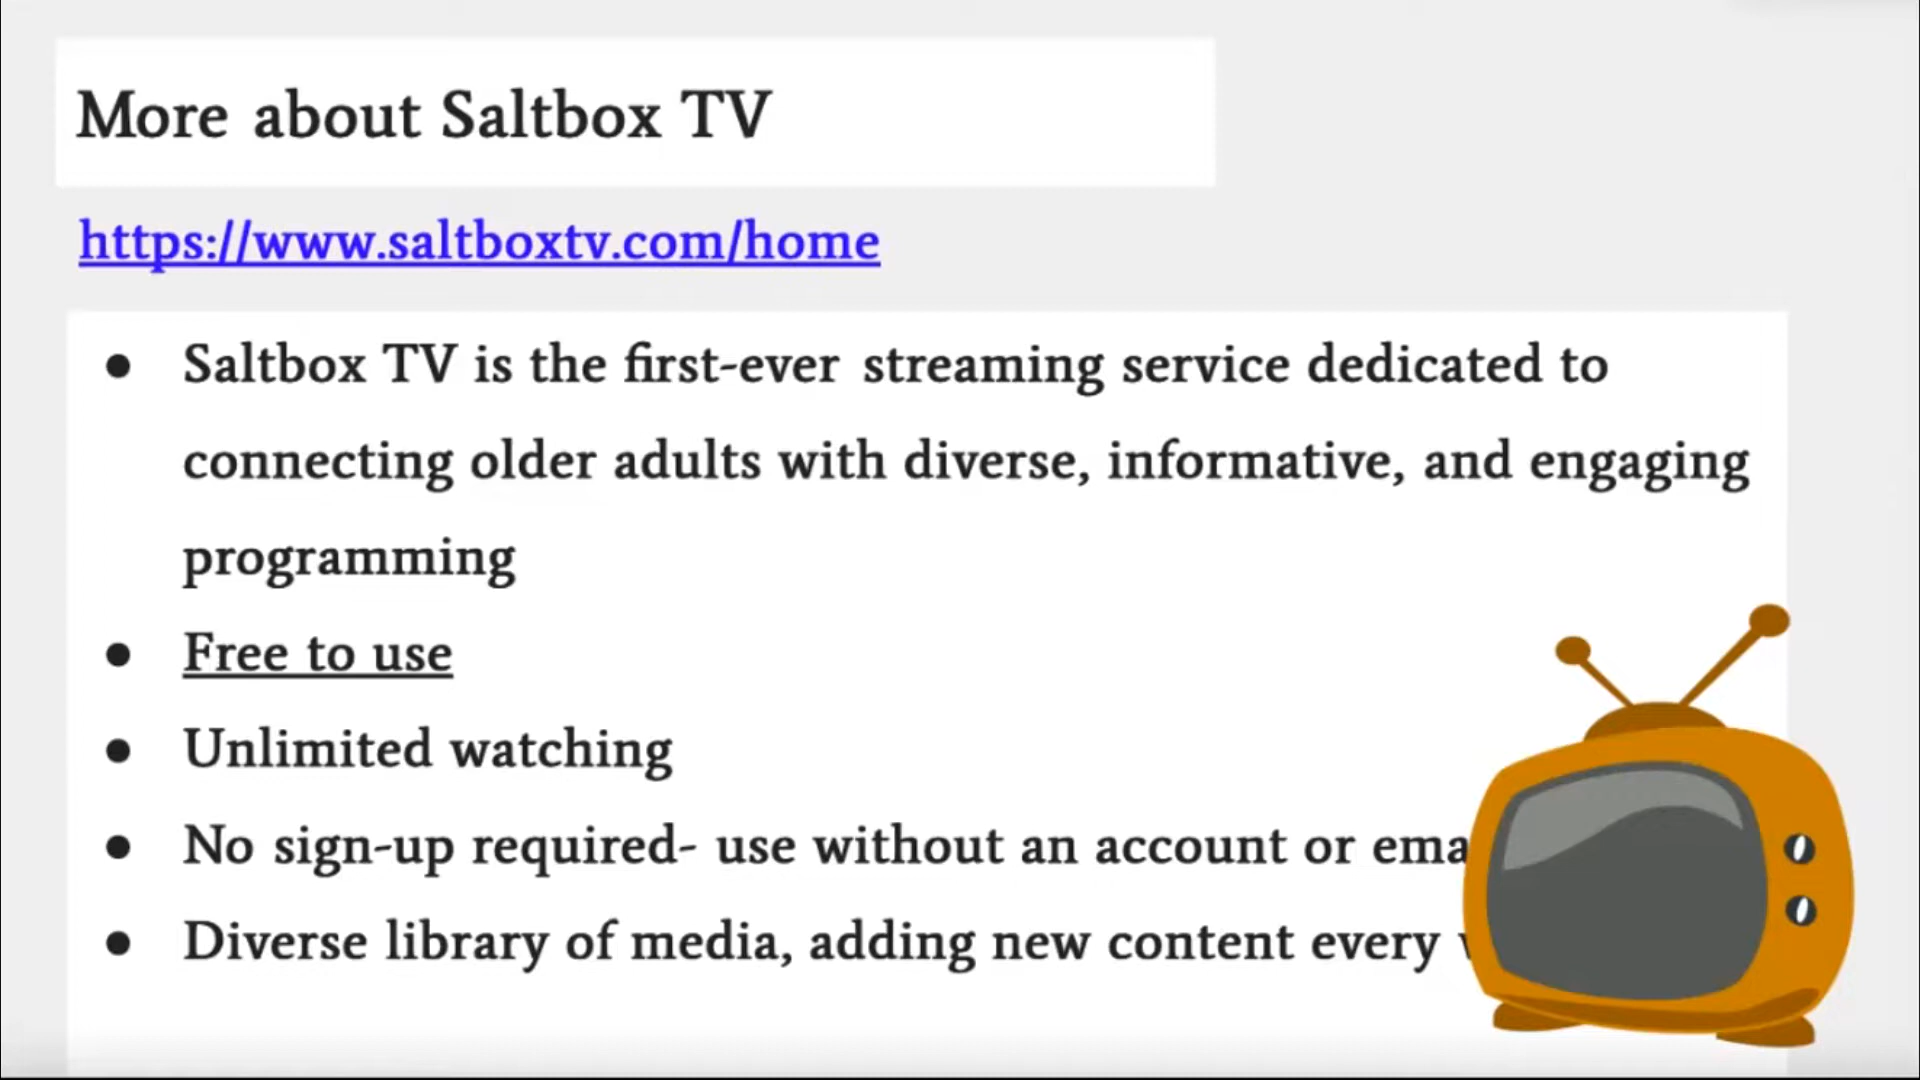 More about Saltbox TV
https://www.saltboxtv.com/home
● Saltbox TV is the first-ever streaming service dedicated to
connecting older adults with diverse, informative, and engaging
programming
● Free to use
● Unlimited watching
● No sign-up required- use without an account or
● Diverse library of media, adding new content every